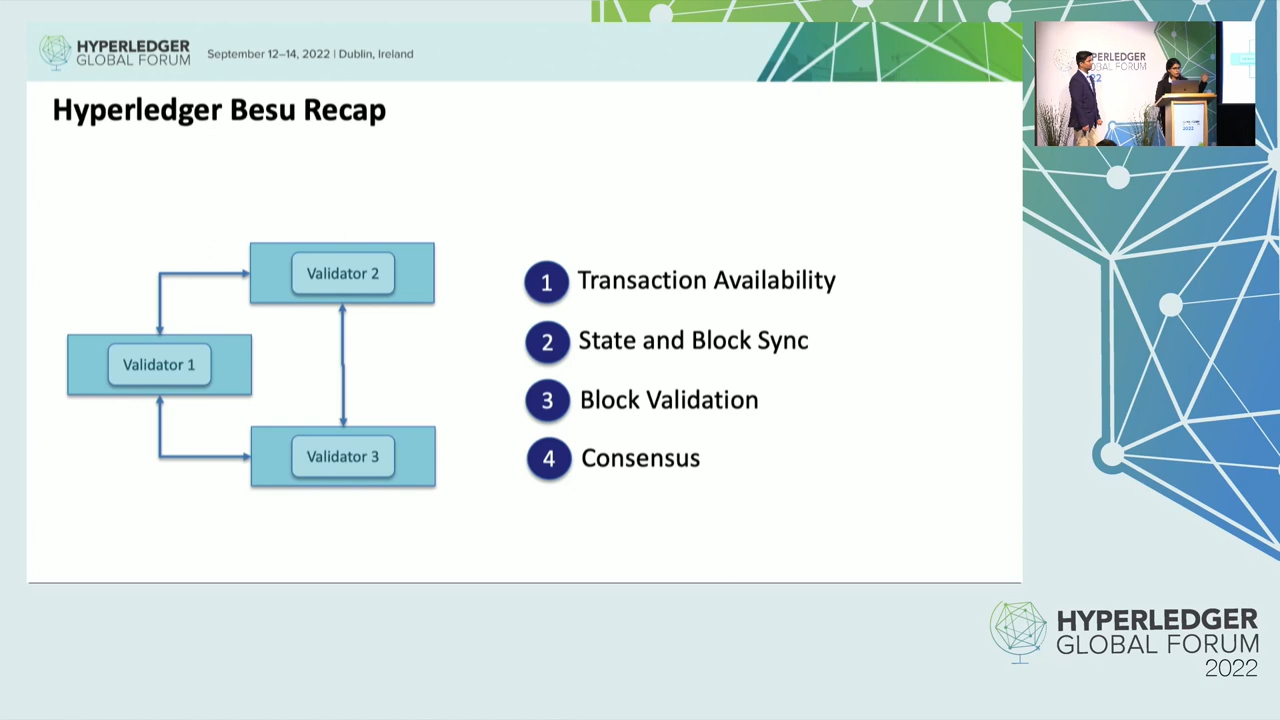 HYPERLEDGER
GLOBAL FORUM
September 12–14, 2022 | Dublin, Ireland
Hyperledger Besu Recap
Validator 2
Validator 1
Validator 3
1 Transaction Availability
2 State and Block Sync
3 Block Validation
4 Consensus
HYPERLEDGER
GLOBAL FORUM
2022